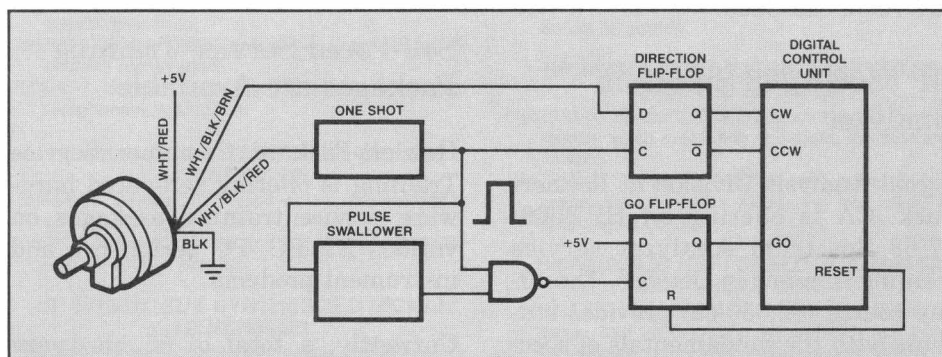 +5V
WHT/RED
WHT/BLK/BRN
WHT/BLK/RED
BLK
ONE SHOT
PULSE
SWALLOWER
DIRECTION
FLIP-FLOP
D
Q
C
Q̅
GO FLIP-FLOP
+5V
D
Q
C
R
DIGITAL
CONTROL
UNIT
CW
CCW
GO
RESET